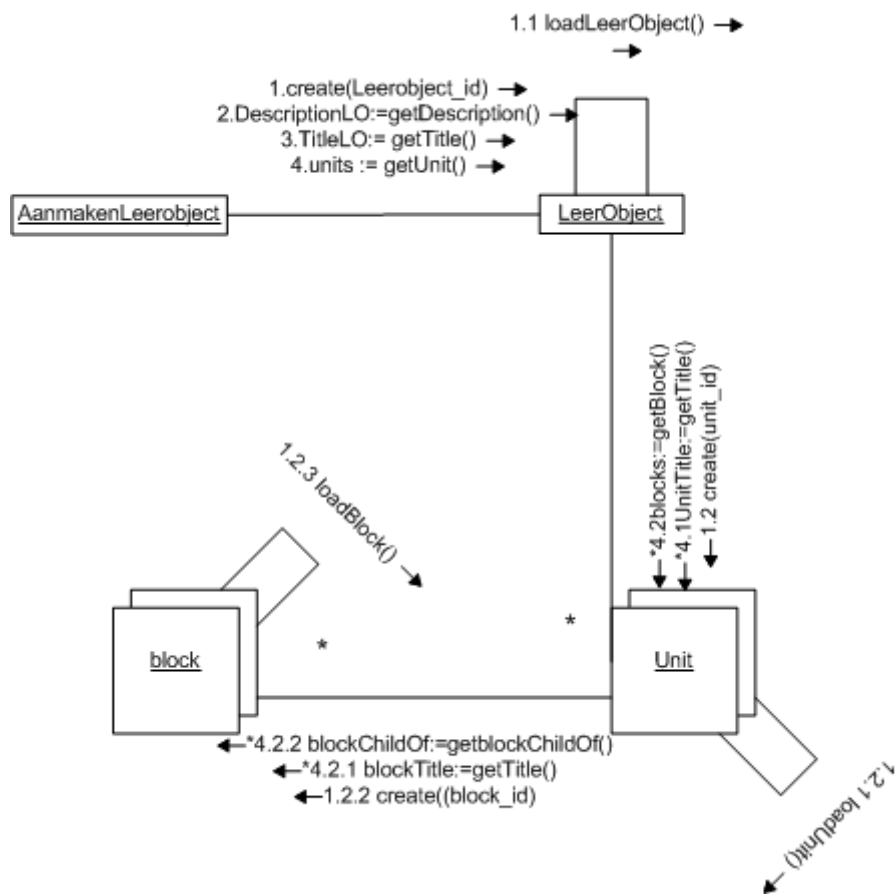 1.1 loadLeerObject()
1.create(Leerobject_id)
2.DescriptionLO:=getDescription()
3.TitleLO:= getTitle()
4.units := getUnit()
AanmakenLeerobject
LeerObject
*4.2blocks:=getBlock()
*4.1UnitTitle:=getTitle()
1.2 create(unit_id)
1.2.3 loadBlock()
*
*
block
Unit
*4.2.2 blockChildOf:=getblockChildOf()
*4.2.1 blockTitle:=getTitle()
1.2.2 create((block_id)
1.2.1 loadUnit()